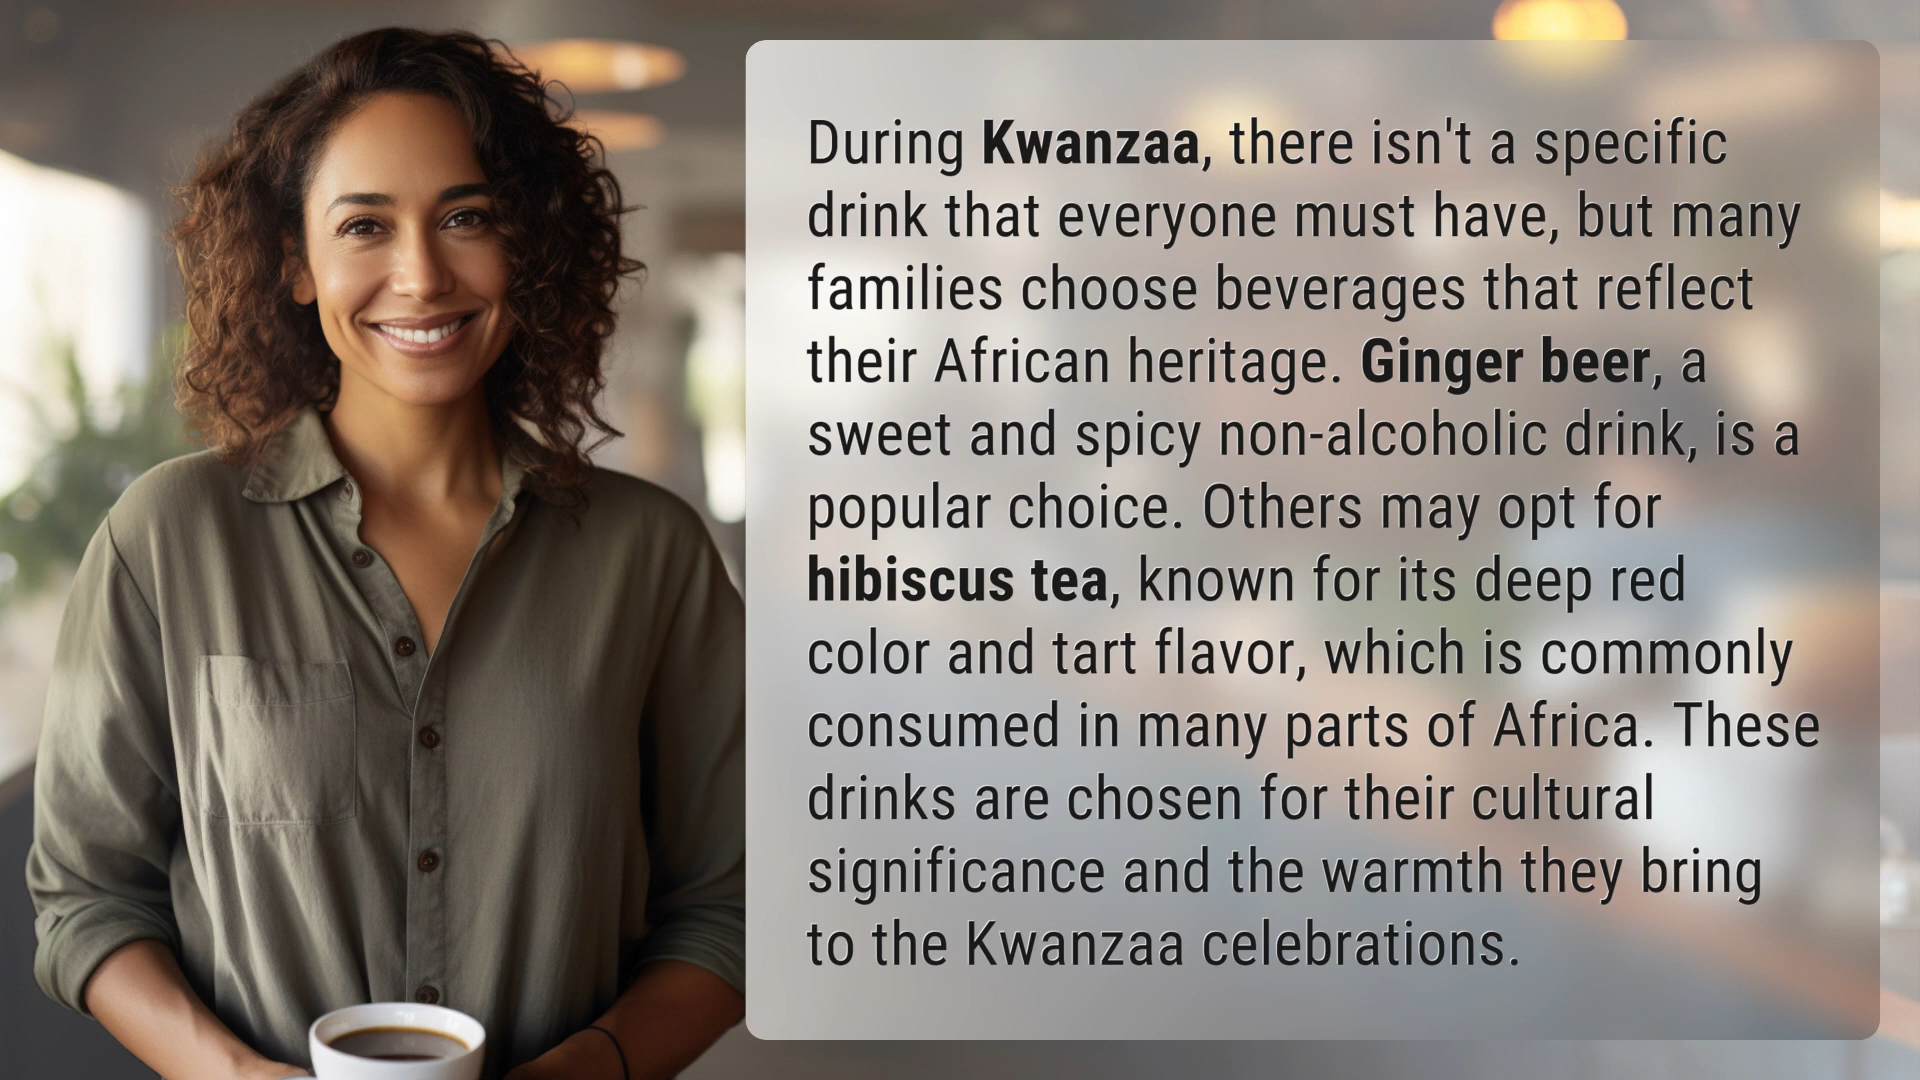 During Kwanzaa, there isn't a specific
drink that everyone must have, but many
families choose beverages that reflect
their African heritage. Ginger beer, a
sweet and spicy non-alcoholic drink, is a
popular choice. Others may opt for
hibiscus tea, known for its deep red
color and tart flavor, which is commonly
consumed in many parts of Africa. These
drinks are chosen for their cultural
significance and the warmth they bring
to the Kwanzaa celebrations.